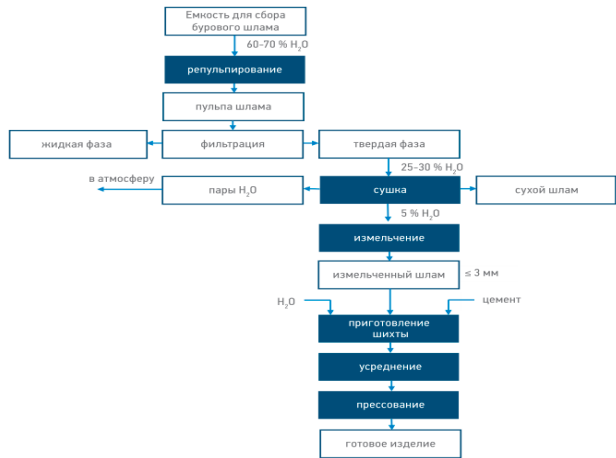 Емкость для сбора
бурового шлама
60–70 % H₂O
репульпирование
пульпа шлама
жидкая фаза
фильтрация
твердая фаза
25–30 % H₂O
в атмосферу
пары H₂O
сушка
сухой шлам
5 % H₂O
измельчение
измельченный шлам
≤ 3 мм
H₂O
цемент
приготовление
шихты
усреднение
прессование
готовое изделие